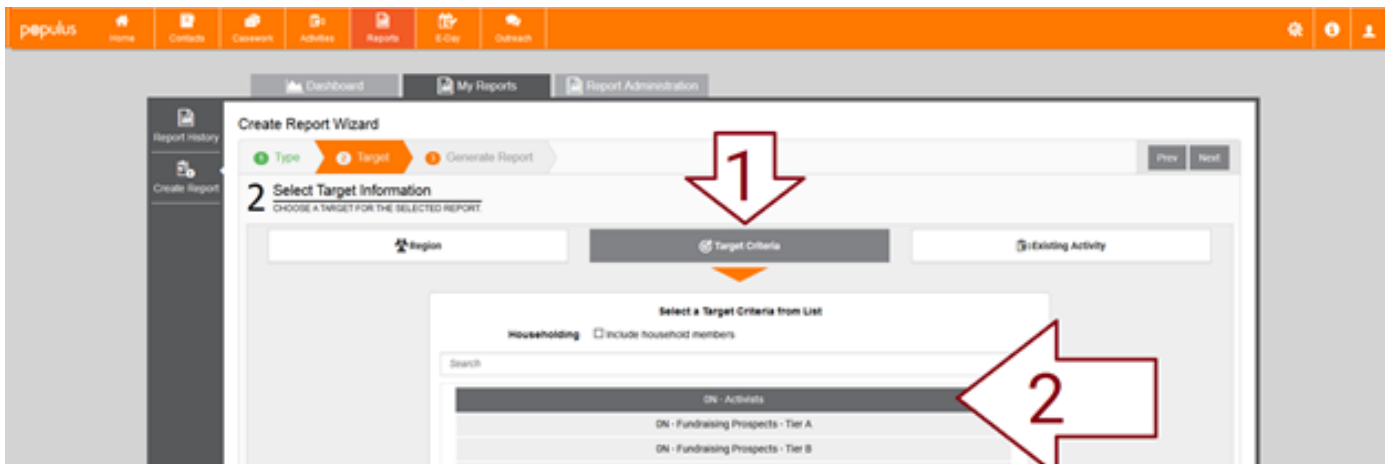 populus
Home Contacts Casework Activities Reports E-Day Outreach
Dashboard My Reports Report Administration
Report History
Create Report
Create Report Wizard
1 Type 2 Target 3 Generate Report Prev Next
2 Select Target Information
CHOOSE A TARGET FOR THE SELECTED REPORT.
Region Target Criteria Existing Activity
Select a Target Criteria from List
Householding Include household members
Search
ON - Activists
ON - Fundraising Prospects - Tier A
ON - Fundraising Prospects - Tier B
1
2